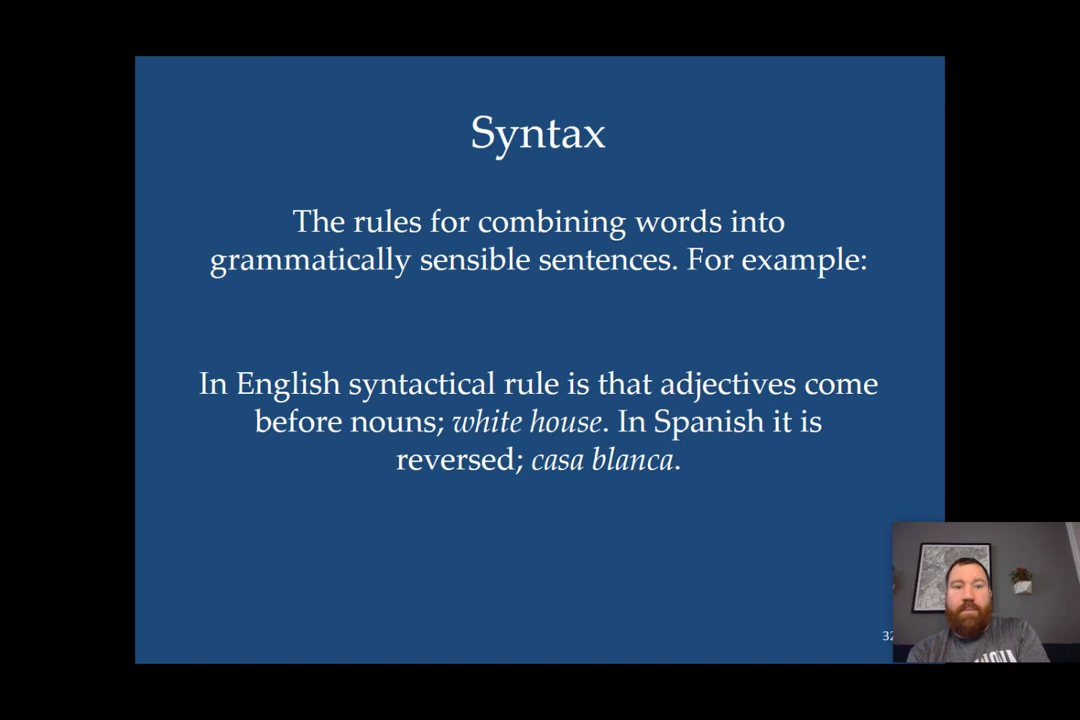 Syntax
The rules for combining words into
grammatically sensible sentences. For example:
In English syntactical rule is that adjectives come
before nouns; white house. In Spanish it is
reversed; casa blanca.
32